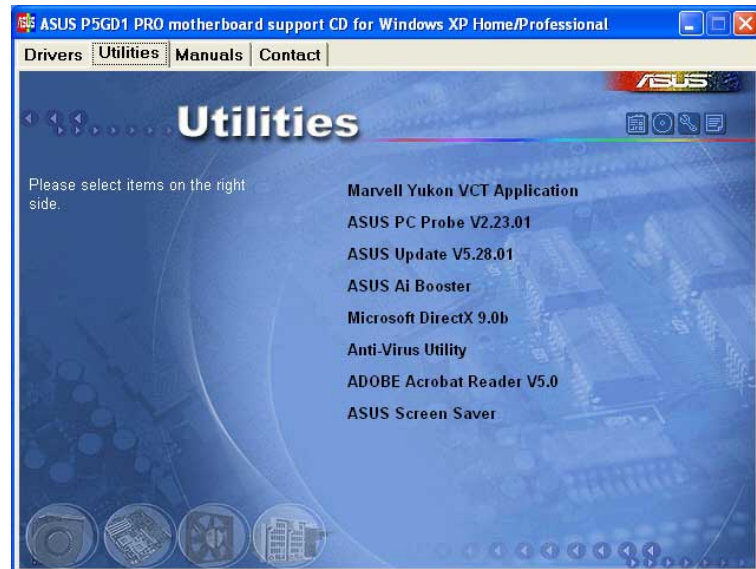 ASUS P5GD1 PRO motherboard support CD for Windows XP Home/Professional
Drivers Utilities Manuals Contact
ASUS
Utilities
Please select items on the right
side.
Marvell Yukon VCT Application
ASUS PC Probe V2.23.01
ASUS Update V5.28.01
ASUS Ai Booster
Microsoft DirectX 9.0b
Anti-Virus Utility
ADOBE Acrobat Reader V5.0
ASUS Screen Saver